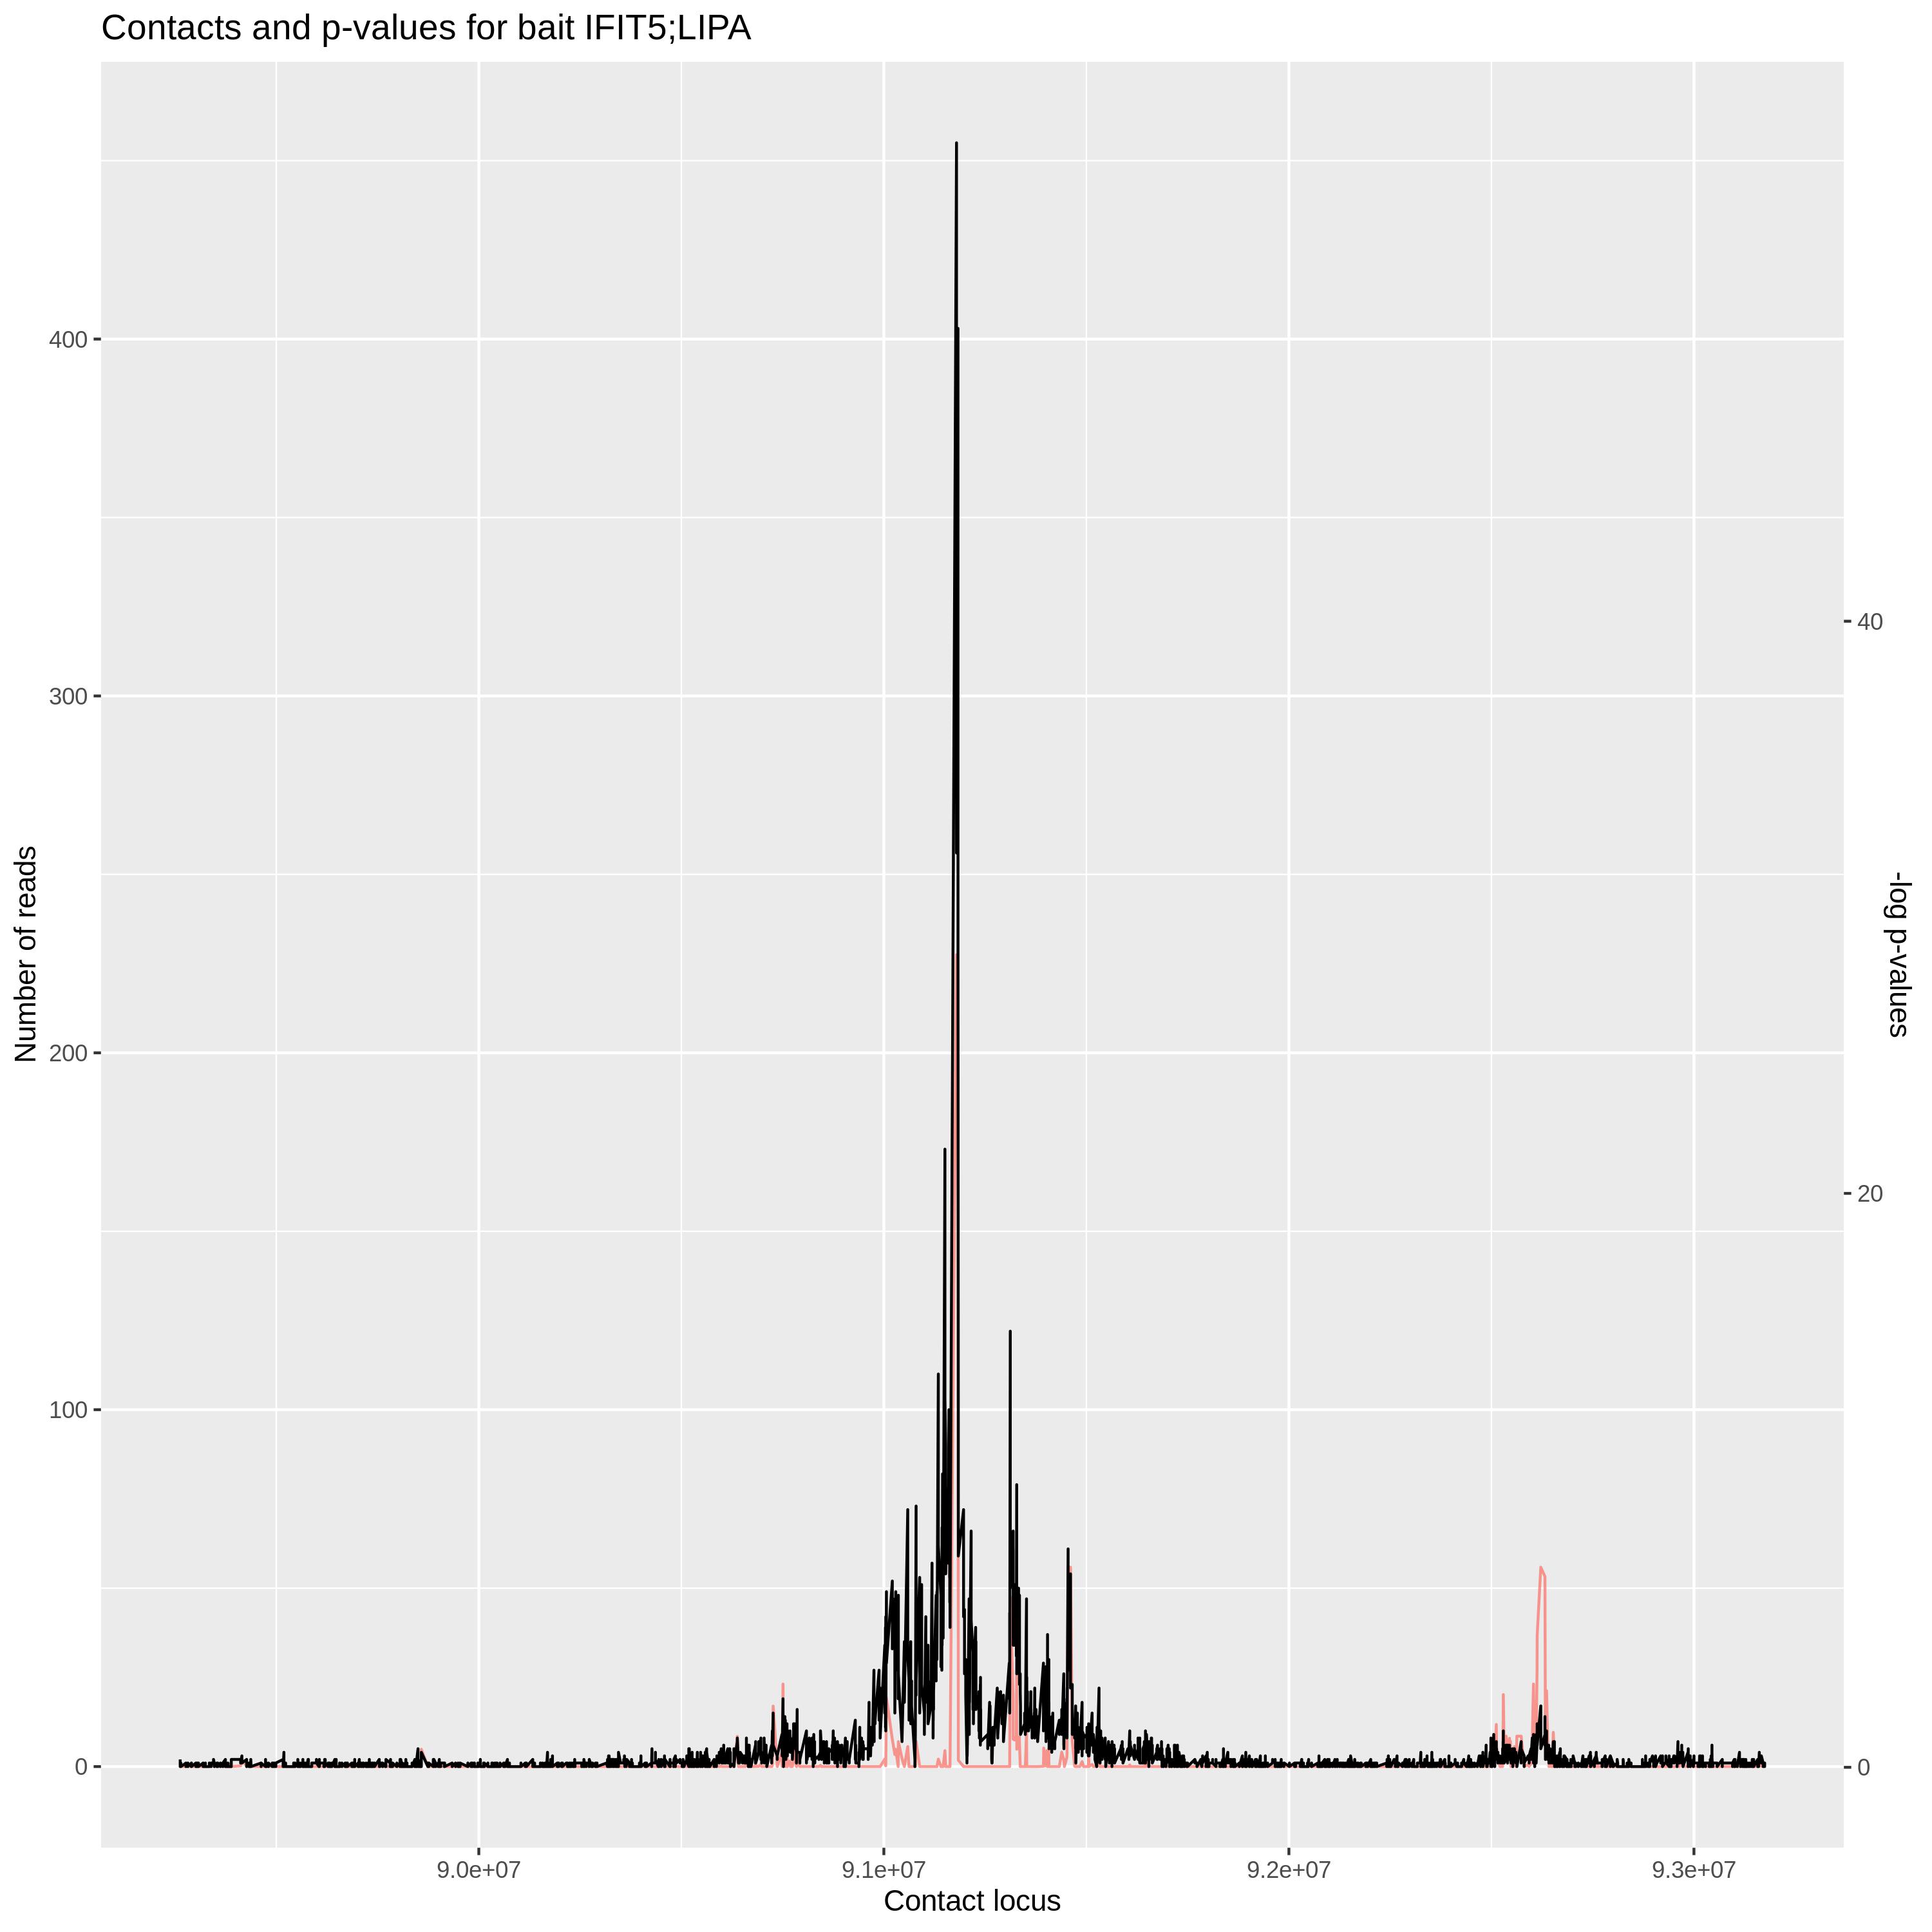 Contacts and p-values for bait IFIT5;LIPA
400
300
200
100
0
Number of reads
40
20
0
-log p-values
9.0e+07
9.1e+07
9.2e+07
9.3e+07
Contact locus